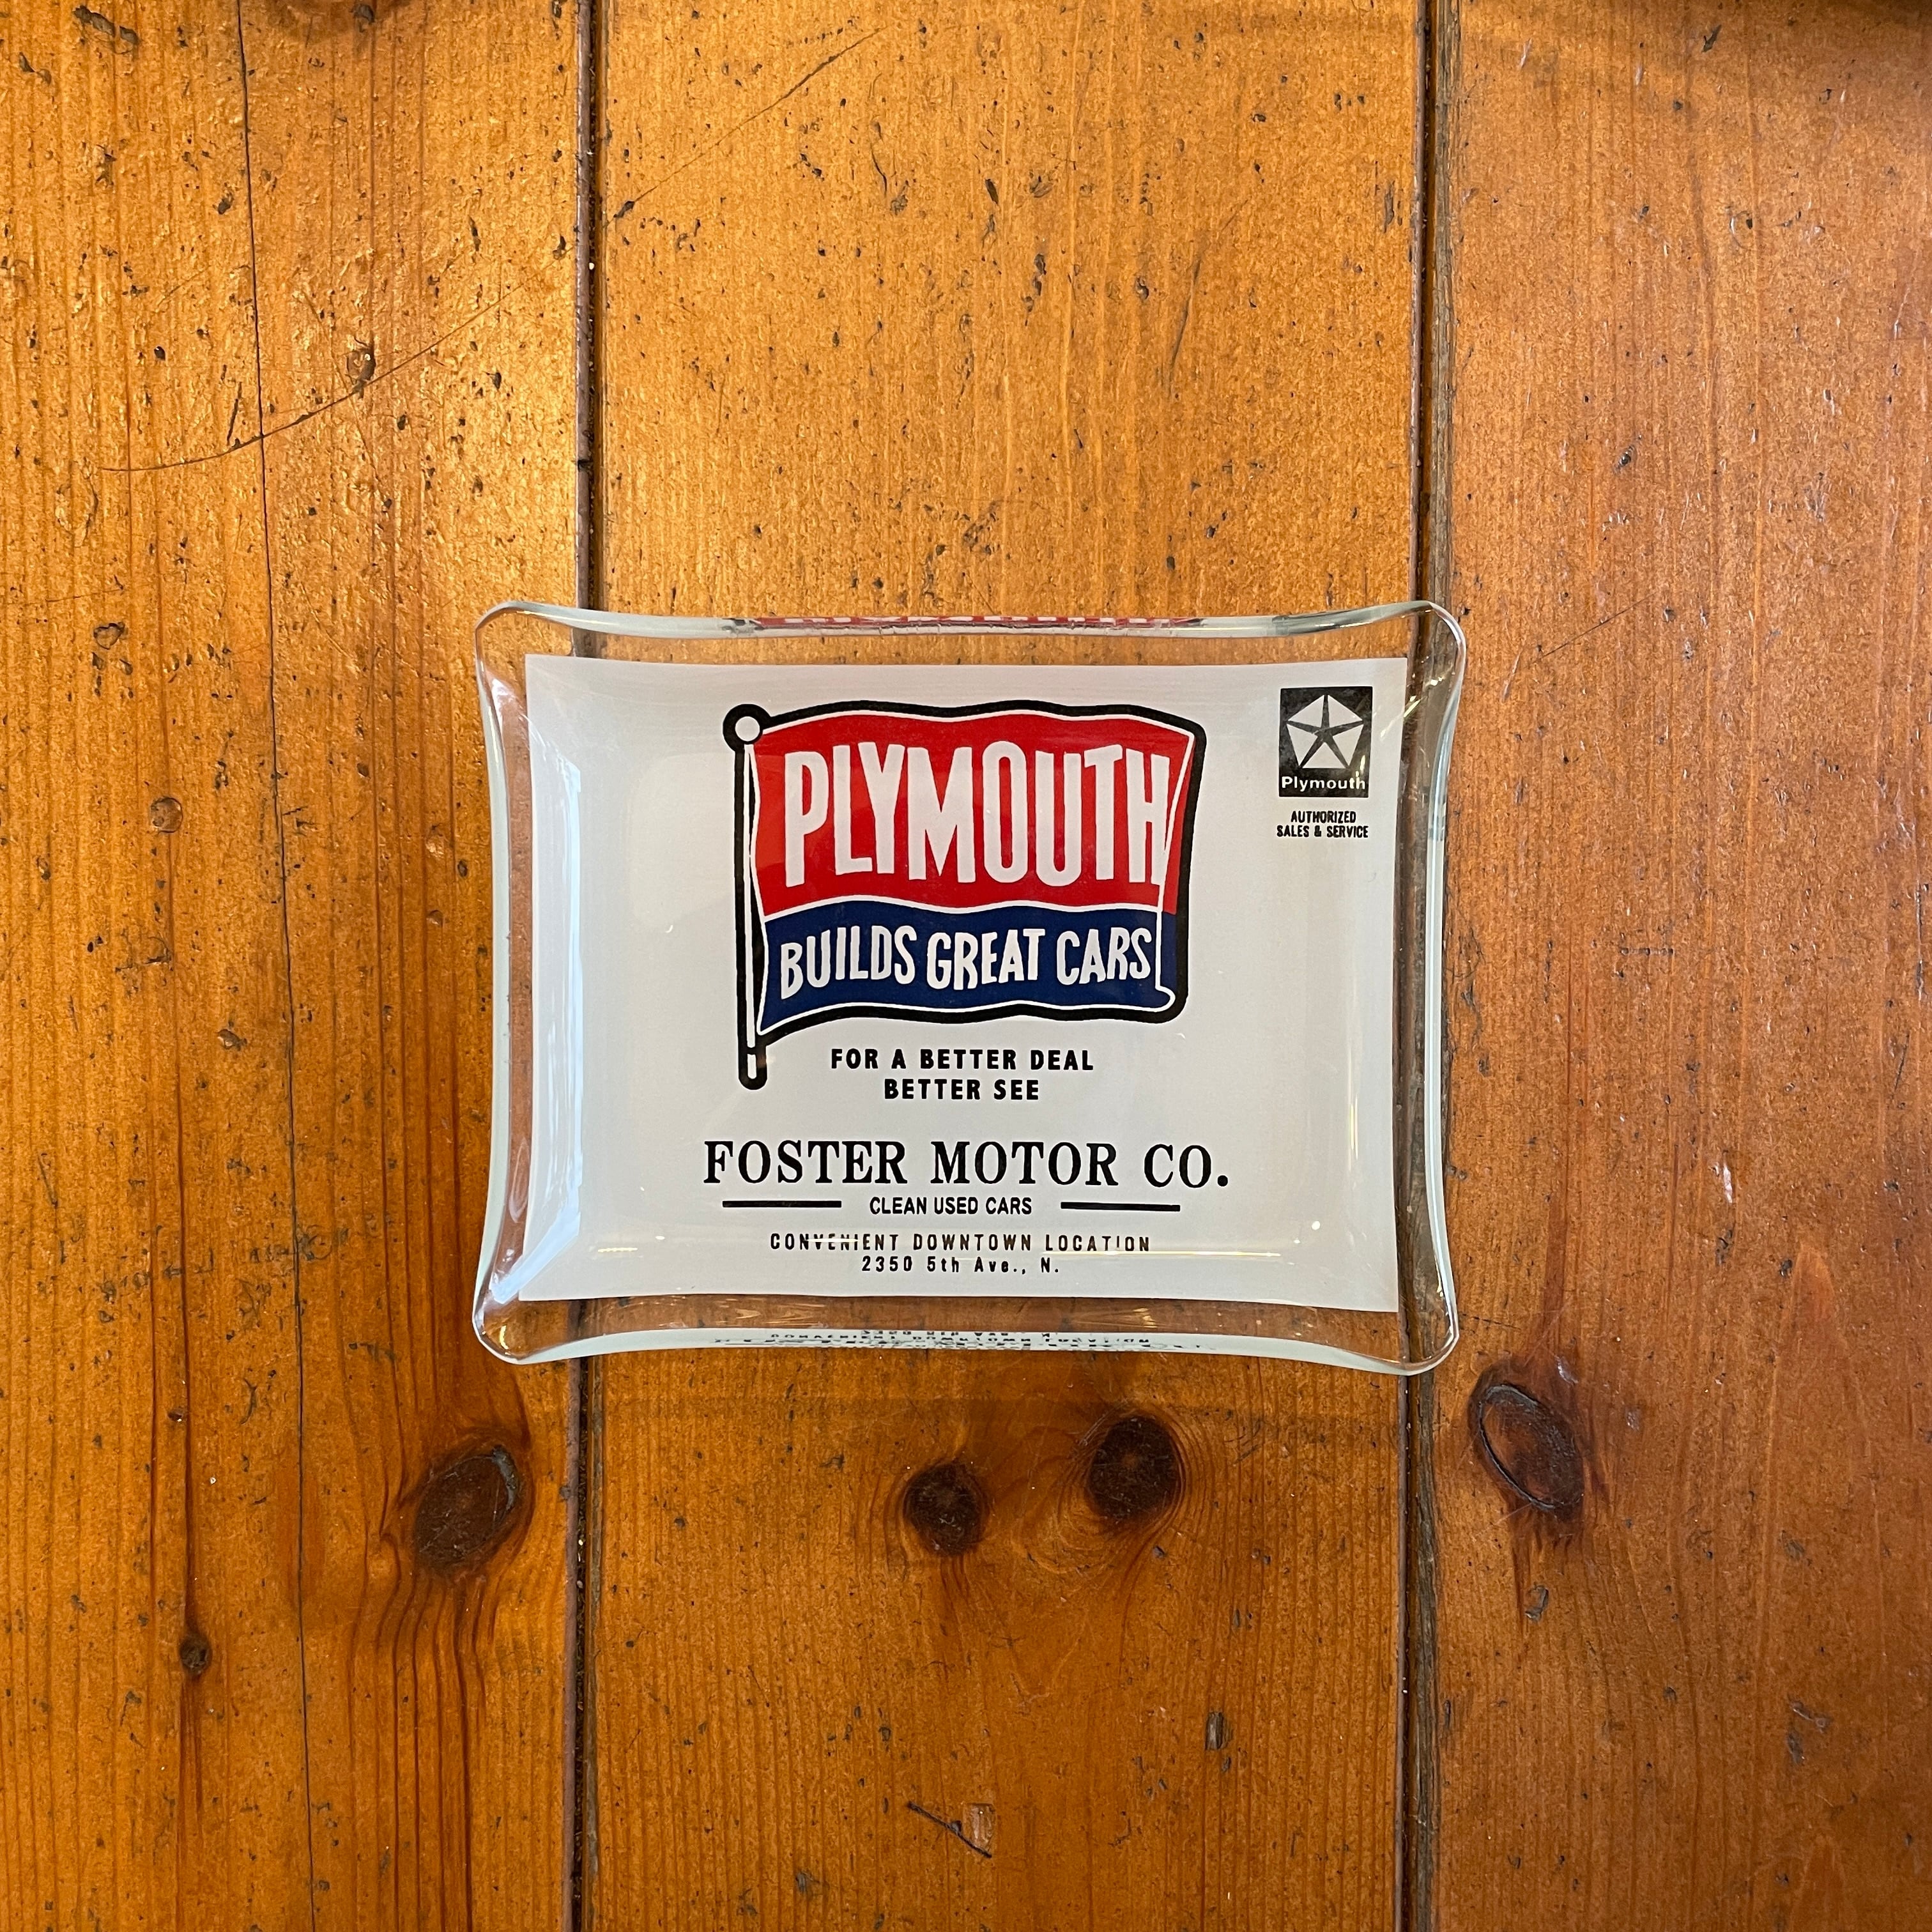 PLYMOUTH
BUILDS GREAT CARS
Plymouth
AUTHORIZED
SALES & SERVICE
FOR A BETTER DEAL
BETTER SEE
FOSTER MOTOR CO.
CLEAN USED CARS
CONVENIENT DOWNTOWN LOCATION
2350 5th Ave., N.